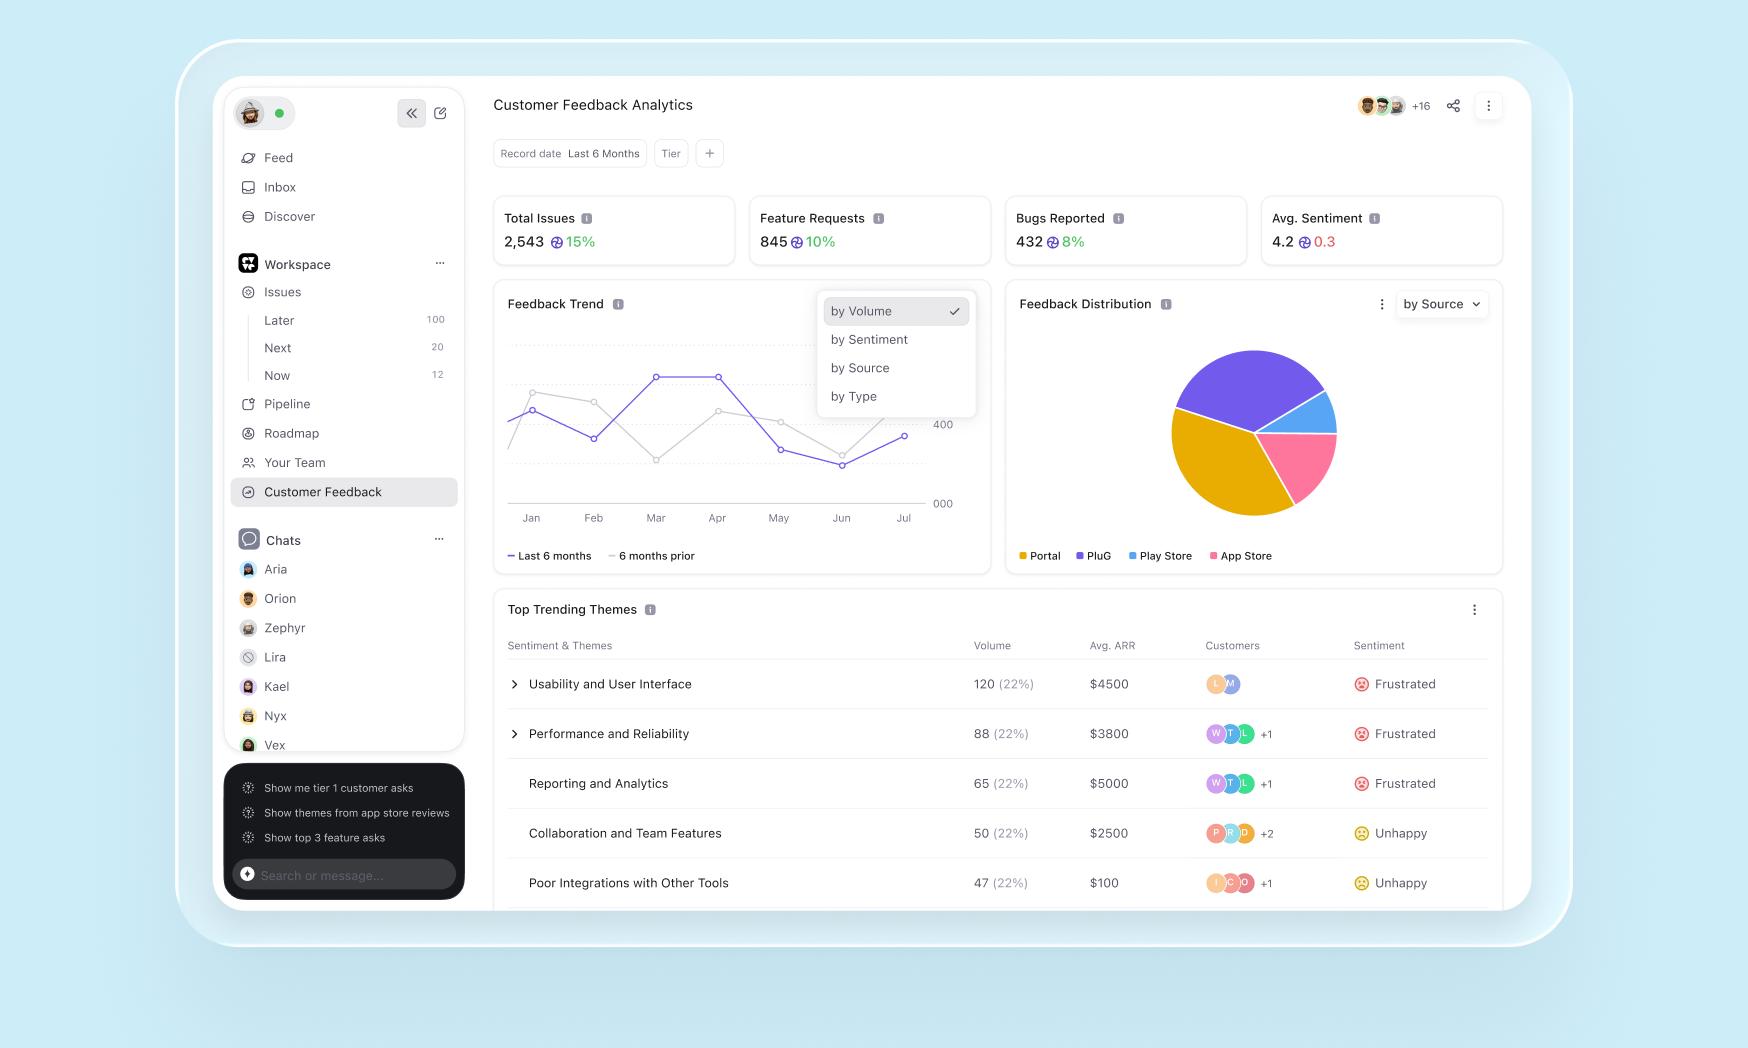 Feed
Inbox
Discover
Workspace
Issues
Later 100
Next 20
Now 12
Pipeline
Roadmap
Your Team
Customer Feedback
Chats
Aria
Orion
Zephyr
Lira
Kael
Nyx
Vex
Show me tier 1 customer asks
Show themes from app store reviews
Show top 3 feature asks
Search or message...
Customer Feedback Analytics
+16
Record date Last 6 Months Tier +
Total Issues
2,543 15%
Feature Requests
845 10%
Bugs Reported
432 8%
Avg. Sentiment
4.2 0.3
Feedback Trend
by Volume
by Sentiment
by Source
by Type
400
000
Jan Feb Mar Apr May Jun Jul
Last 6 months 6 months prior
Feedback Distribution
by Source
Portal PluG Play Store App Store
Top Trending Themes
Sentiment & Themes Volume Avg. ARR Customers Sentiment
Usability and User Interface 120 (22%) $4500 L M Frustrated
Performance and Reliability 88 (22%) $3800 W T L +1 Frustrated
Reporting and Analytics 65 (22%) $5000 W T L +1 Frustrated
Collaboration and Team Features 50 (22%) $2500 P R D +2 Unhappy
Poor Integrations with Other Tools 47 (22%) $100 I C O +1 Unhappy